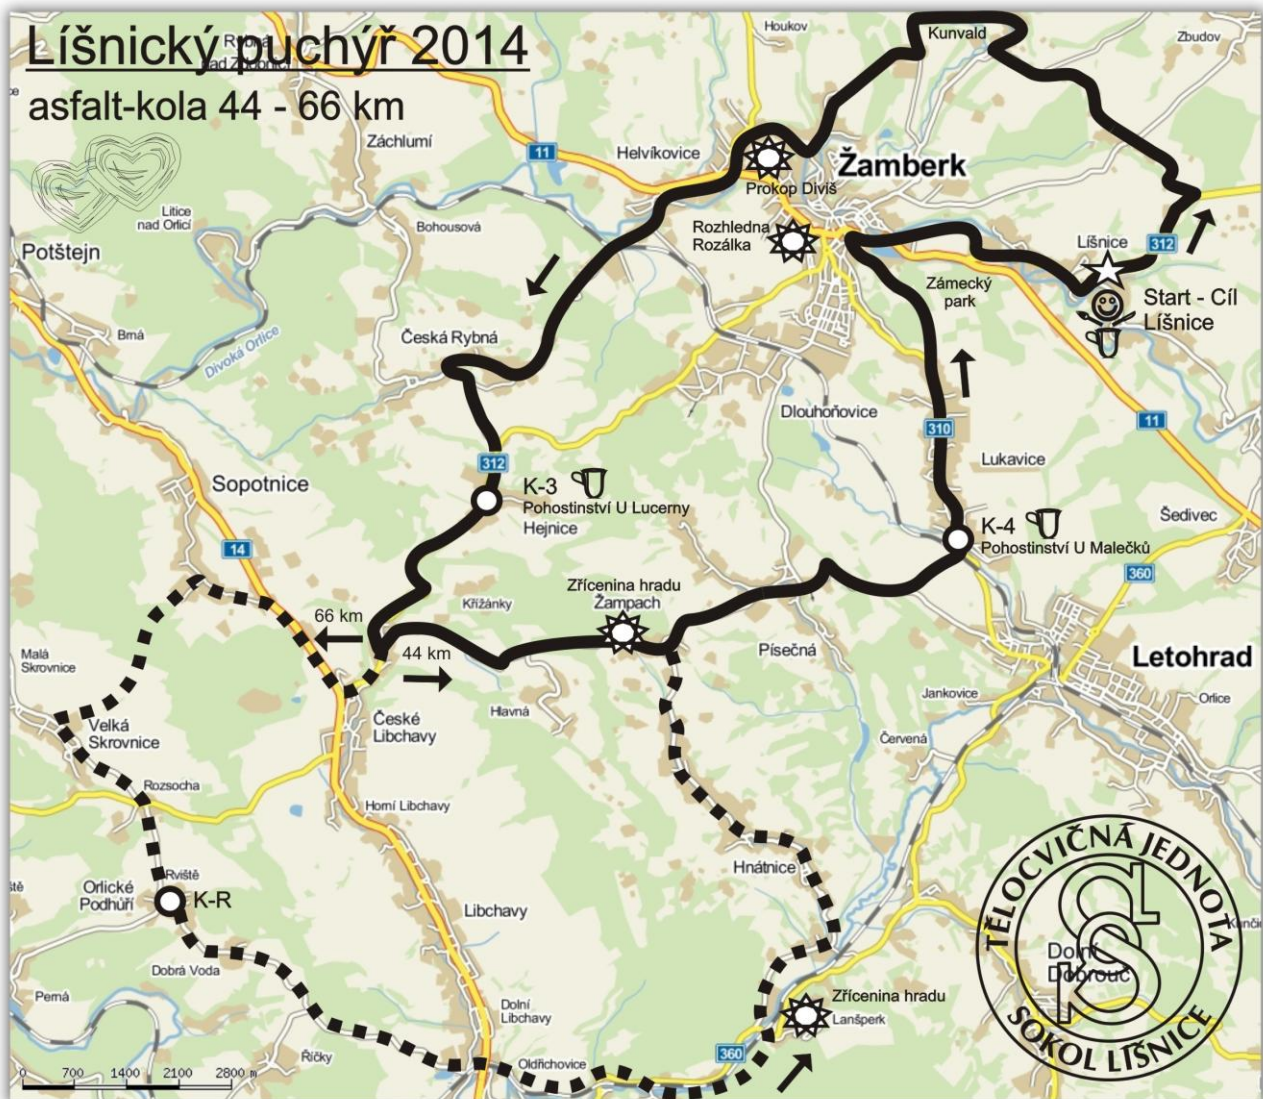 Líšnický puchýř 2014
asfalt-kola 44 - 66 km
Houkov
Kunvald
Zbudov
Záchlumí
11
Helvíkovice
Žamberk
Prokop Diviš
Litice
nad Orlicí
Bohousová
Rozhledna
Rozálka
Líšnice
312
Potštejn
Zámecký
park
Start - Cíl
Líšnice
Brná
Divoká Orlice
Česká Rybná
Dlouhoňovice
310
11
312
Lukavice
Sopotnice
K-3
Pohostinství U Lucerny
Hejnice
Šedivec
K-4
Pohostinství U Malečků
14
360
Zřícenina hradu
Žampach
Křížánky
66 km
44 km
Písečná
Malá
Skrovnice
Letohrad
Jankovice
Orlice
Hlavná
České
Libchavy
Velká
Skrovnice
Červená
Rozsocha
Horní Libchavy
Hnátnice
TĚLOCVIČNÁ JEDNOTA
SOKOL LÍŠNICE
Rviště
Orlické
Podhůří
K-R
Libchavy
Dolní
Dobrouč
Dobrá Voda
Perná
Zřícenina hradu
Lanšperk
Dolní
Libchavy
Říčky
Oldřichovice
360
0 700 1400 2100 2800 m